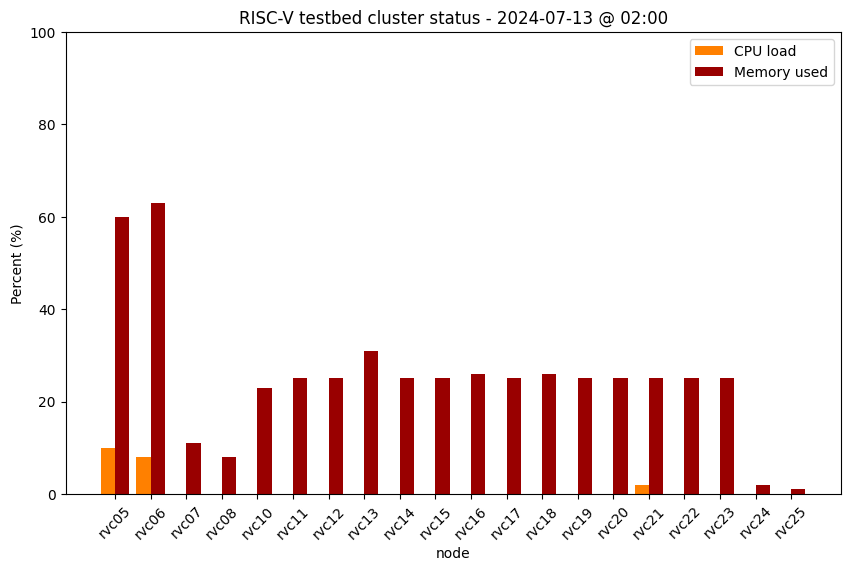 RISC-V testbed cluster status - 2024-07-13 @ 02:00
CPU load
Memory used
Percent (%)
100
80
60
40
20
0
rvc05
rvc06
rvc07
rvc08
rvc10
rvc11
rvc12
rvc13
rvc14
rvc15
rvc16
rvc17
rvc18
rvc19
rvc20
rvc21
rvc22
rvc23
rvc24
rvc25
node